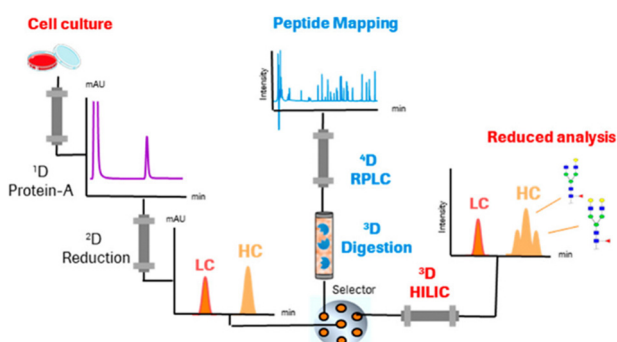 Cell culture
mAU
min
¹D
Protein-A
²D
Reduction
mAU
LC
HC
min
Peptide Mapping
Intensity
min
⁴D
RPLC
³D
Digestion
Selector
³D
HILIC
Reduced analysis
Intensity
LC
HC
min